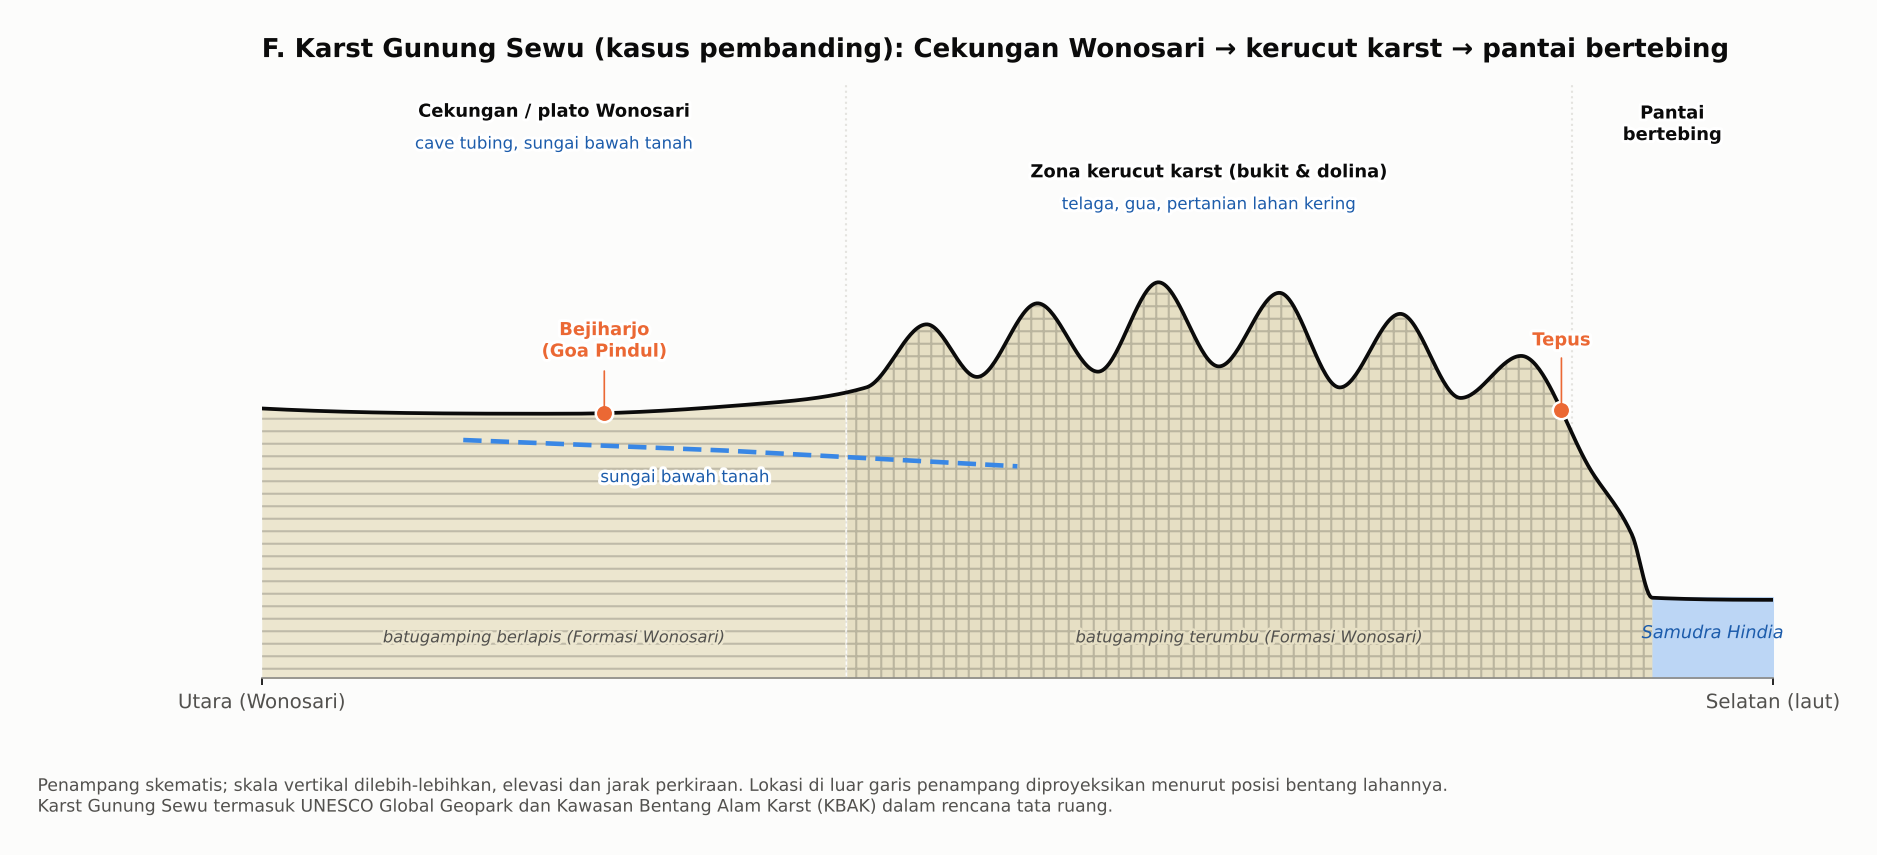 F. Karst Gunung Sewu (kasus pembanding): Cekungan Wonosari → kerucut karst → pantai bertebing
Cekungan / plato Wonosari
cave tubing, sungai bawah tanah
Pantai
bertebing
Zona kerucut karst (bukit & dolina)
telaga, gua, pertanian lahan kering
Bejiharjo
(Goa Pindul)
Tepus
sungai bawah tanah
batugamping berlapis (Formasi Wonosari)
batugamping terumbu (Formasi Wonosari)
Samudra Hindia
Utara (Wonosari)
Selatan (laut)
Penampang skematis; skala vertikal dilebih-lebihkan, elevasi dan jarak perkiraan. Lokasi di luar garis penampang diproyeksikan menurut posisi bentang lahannya.
Karst Gunung Sewu termasuk UNESCO Global Geopark dan Kawasan Bentang Alam Karst (KBAK) dalam rencana tata ruang.